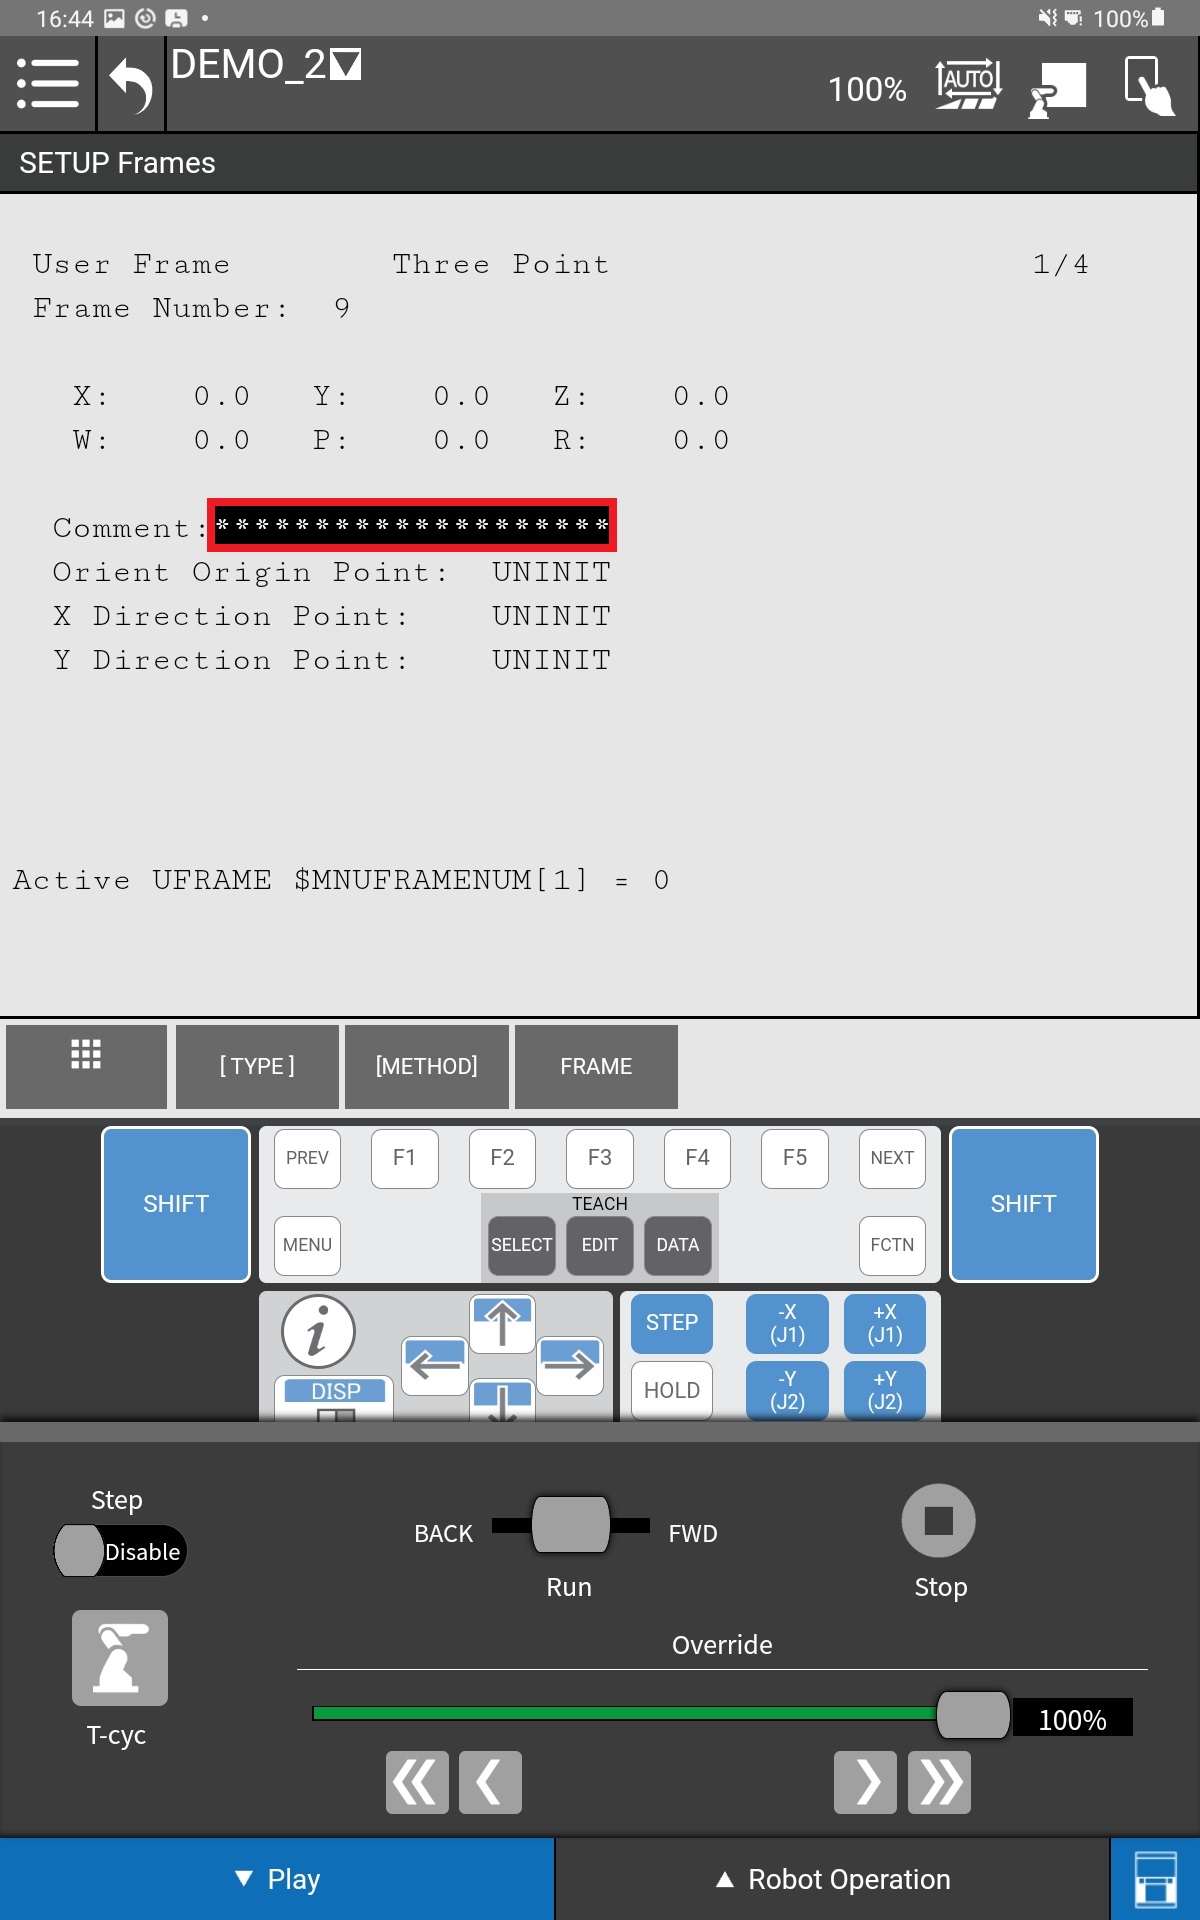 16:44
100%
DEMO_2
100%
AUTO
SETUP Frames
User Frame Three Point 1/4
Frame Number: 9
X: 0.0 Y: 0.0 Z: 0.0
W: 0.0 P: 0.0 R: 0.0
Comment:********************
Orient Origin Point: UNINIT
X Direction Point: UNINIT
Y Direction Point: UNINIT
Active UFRAME $MNUFRAMENUM[1] = 0
[ TYPE ] [METHOD] FRAME
SHIFT
PREV F1 F2 F3 F4 F5 NEXT
SHIFT
TEACH
MENU SELECT EDIT DATA FCTN
i
DISP
STEP
-X
(J1)
+X
(J1)
HOLD
-Y
(J2)
+Y
(J2)
Step
Disable
BACK FWD
Run
Stop
T-cyc
Override
100%
Play
Robot Operation